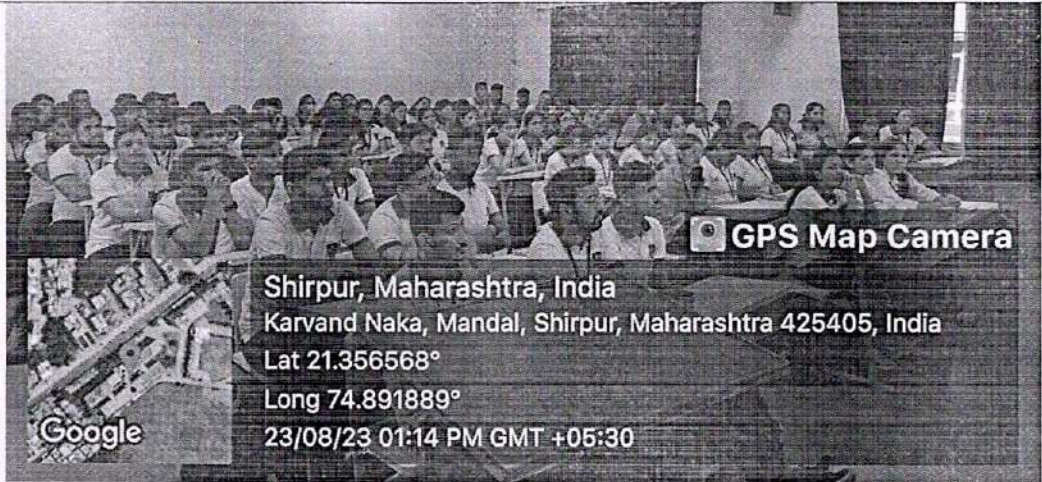 GPS Map Camera
Shirpur, Maharashtra, India
Karvand Naka, Mandal, Shirpur, Maharashtra 425405, India
Lat 21.356568°
Long 74.891889°
23/08/23 01:14 PM GMT +05:30
Google